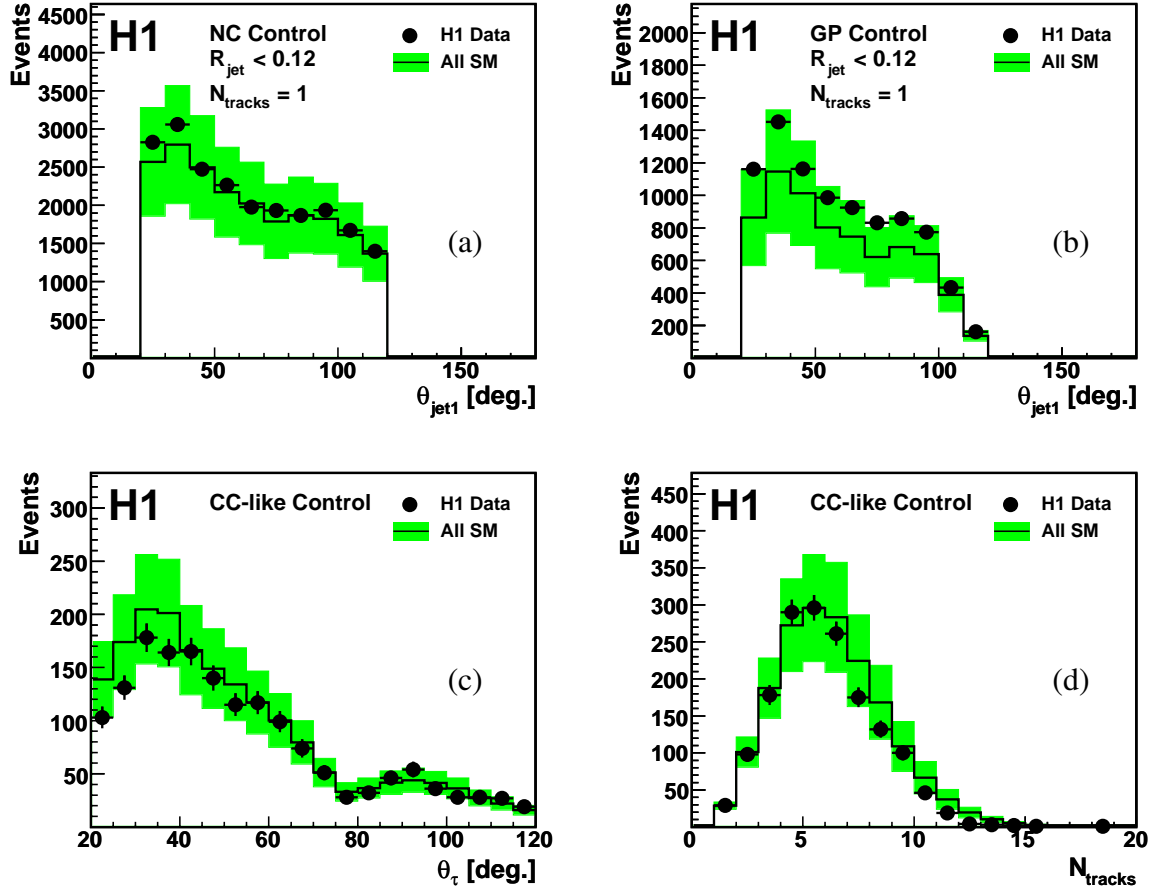 Events
4500
4000
3500
3000
2500
2000
1500
1000
500
0 50 100 150
H1
NC Control
R_jet < 0.12
N_tracks = 1
H1 Data
All SM
(a)
θ_jet1 [deg.]
Events
2000
1800
1600
1400
1200
1000
800
600
400
200
0 50 100 150
H1
GP Control
R_jet < 0.12
N_tracks = 1
H1 Data
All SM
(b)
θ_jet1 [deg.]
Events
300
250
200
150
100
50
20 40 60 80 100 120
H1
CC-like Control
H1 Data
All SM
(c)
θ_τ [deg.]
Events
450
400
350
300
250
200
150
100
50
0 5 10 15 20
H1
CC-like Control
H1 Data
All SM
(d)
N_tracks